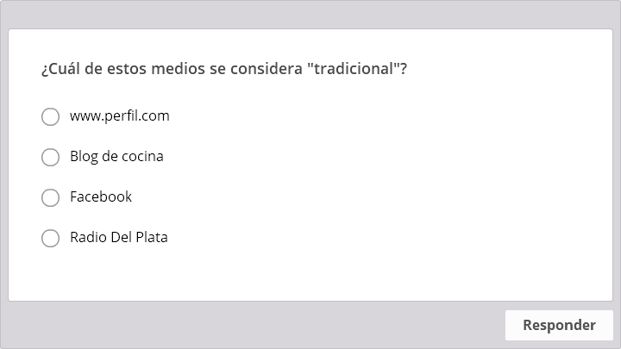 ¿Cuál de estos medios se considera "tradicional"?
www.perfil.com
Blog de cocina
Facebook
Radio Del Plata
Responder